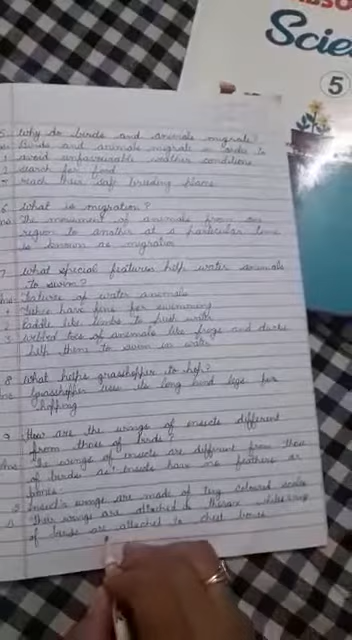 Scie
5
5. Why do birds and animals migrate?
Ans Birds and animals migrate in order to
1 avoid unfavourable weather conditions
2 search for food
reach their safe breeding place
6 What is migration?
Ans The movement of animals from one
region to another at a particular time
is known as migration
7 What special features help water animals
to swim?
Ans Features of water animals
1 Fishes have fins for swimming
2 Paddle like limbs to push water
3 Webbed toes of animals like frogs and ducks
help them to swim in water
8 What helps grasshopper to hop?
Ans Grasshopper uses its long hind legs for
hopping
9 How are the wings of insects different
from those of birds?
Ans The wings of insects are different from those
of birds as insects have no feathers or
bones.
2 Insect's wings are made of tiny coloured scales
3 Their wings are attached to thorax while wings
of birds are attached to chest bones